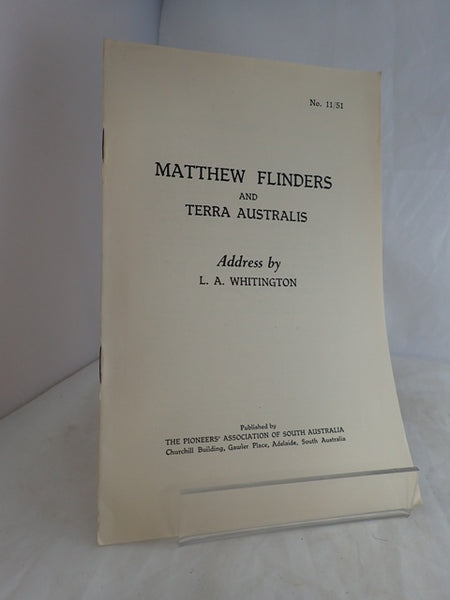 No. 11/51
MATTHEW FLINDERS
AND
TERRA AUSTRALIS
Address by
L. A. WHITINGTON
Published by
THE PIONEERS' ASSOCIATION OF SOUTH AUSTRALIA
Churchill Building, Gawler Place, Adelaide, South Australia